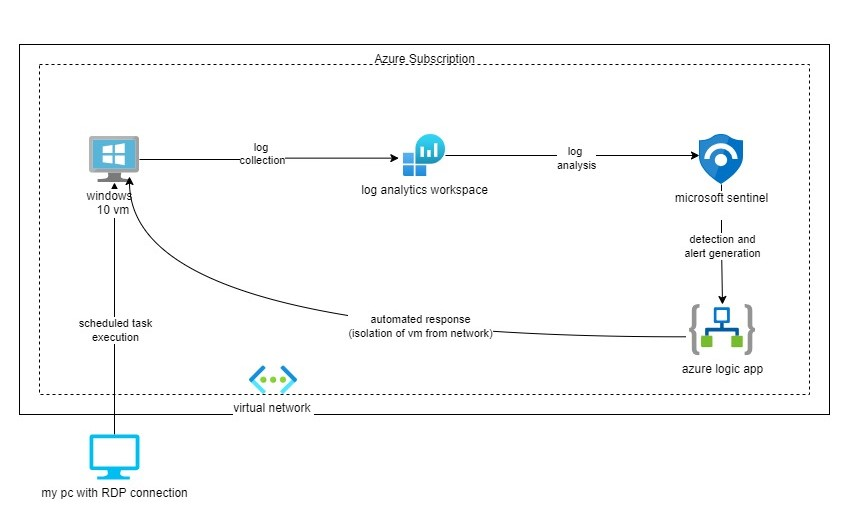 Azure Subscription
log
collection
log
analysis
windows
10 vm
log analytics workspace
microsoft sentinel
detection and
alert generation
scheduled task
execution
automated response
(isolation of vm from network)
azure logic app
virtual network
my pc with RDP connection